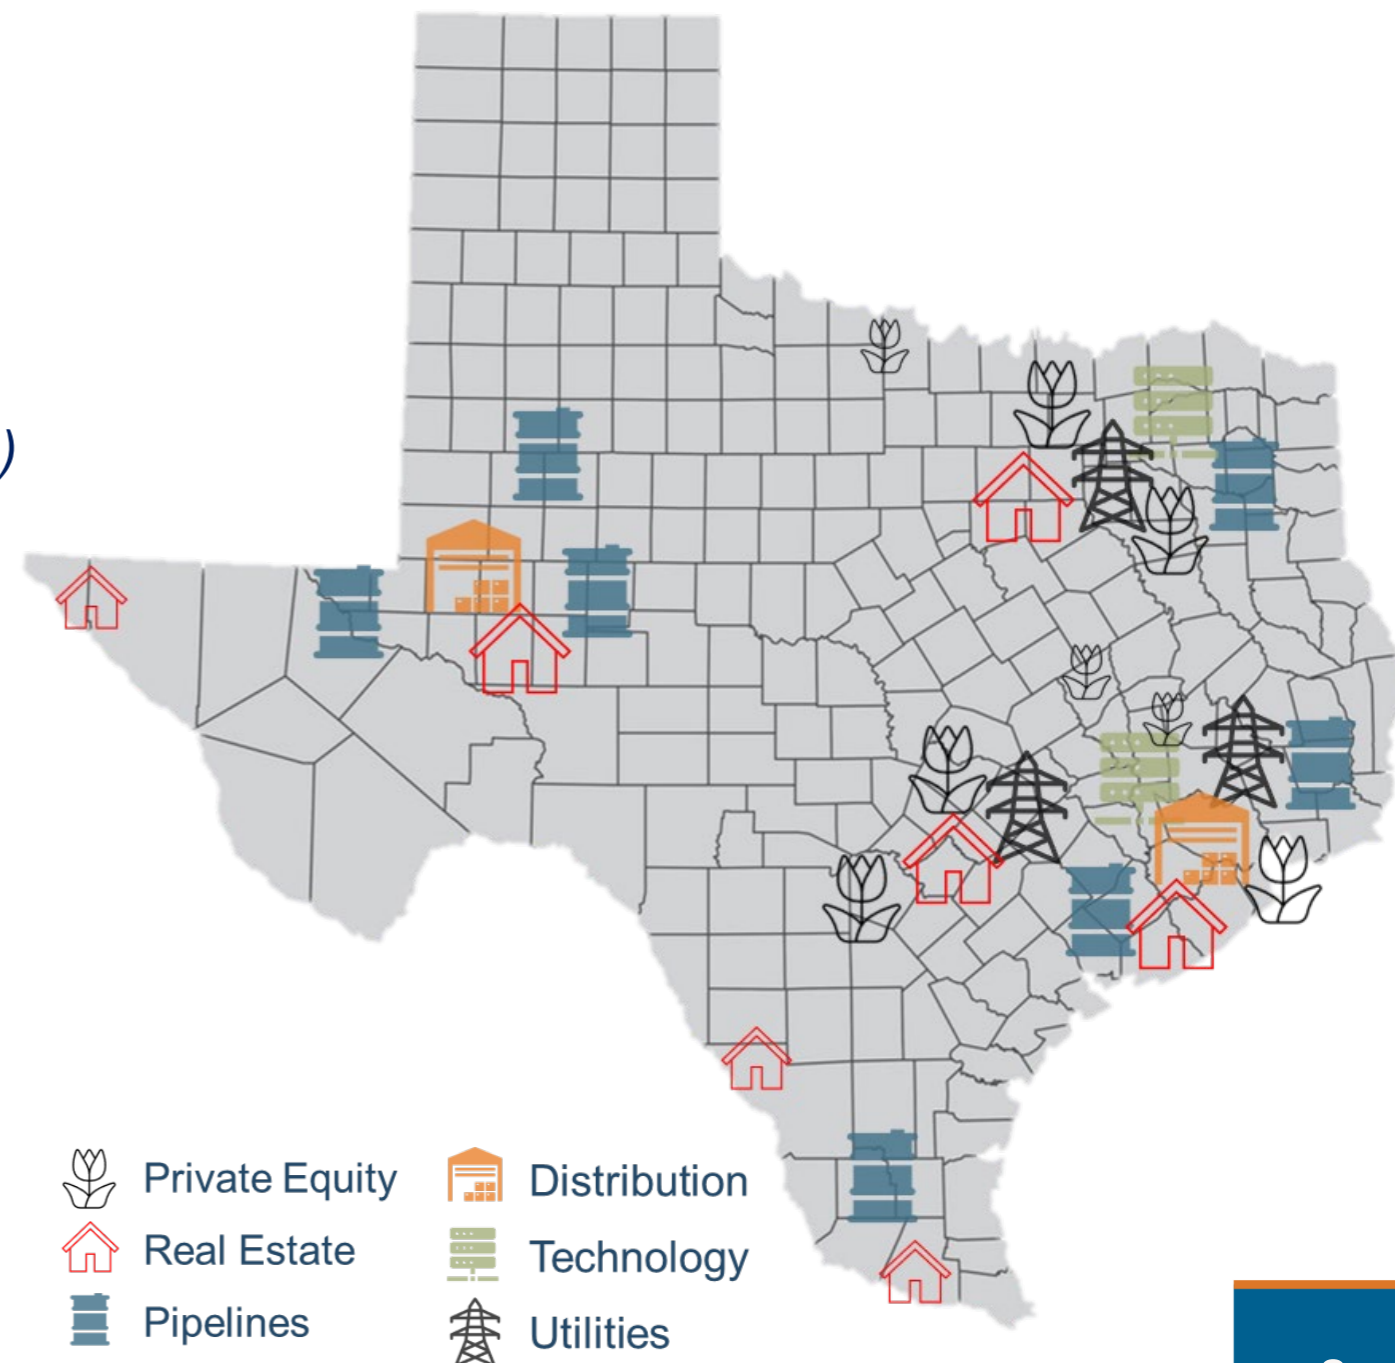 )
Private Equity
Distribution
Real Estate
Technology
Pipelines
Utilities